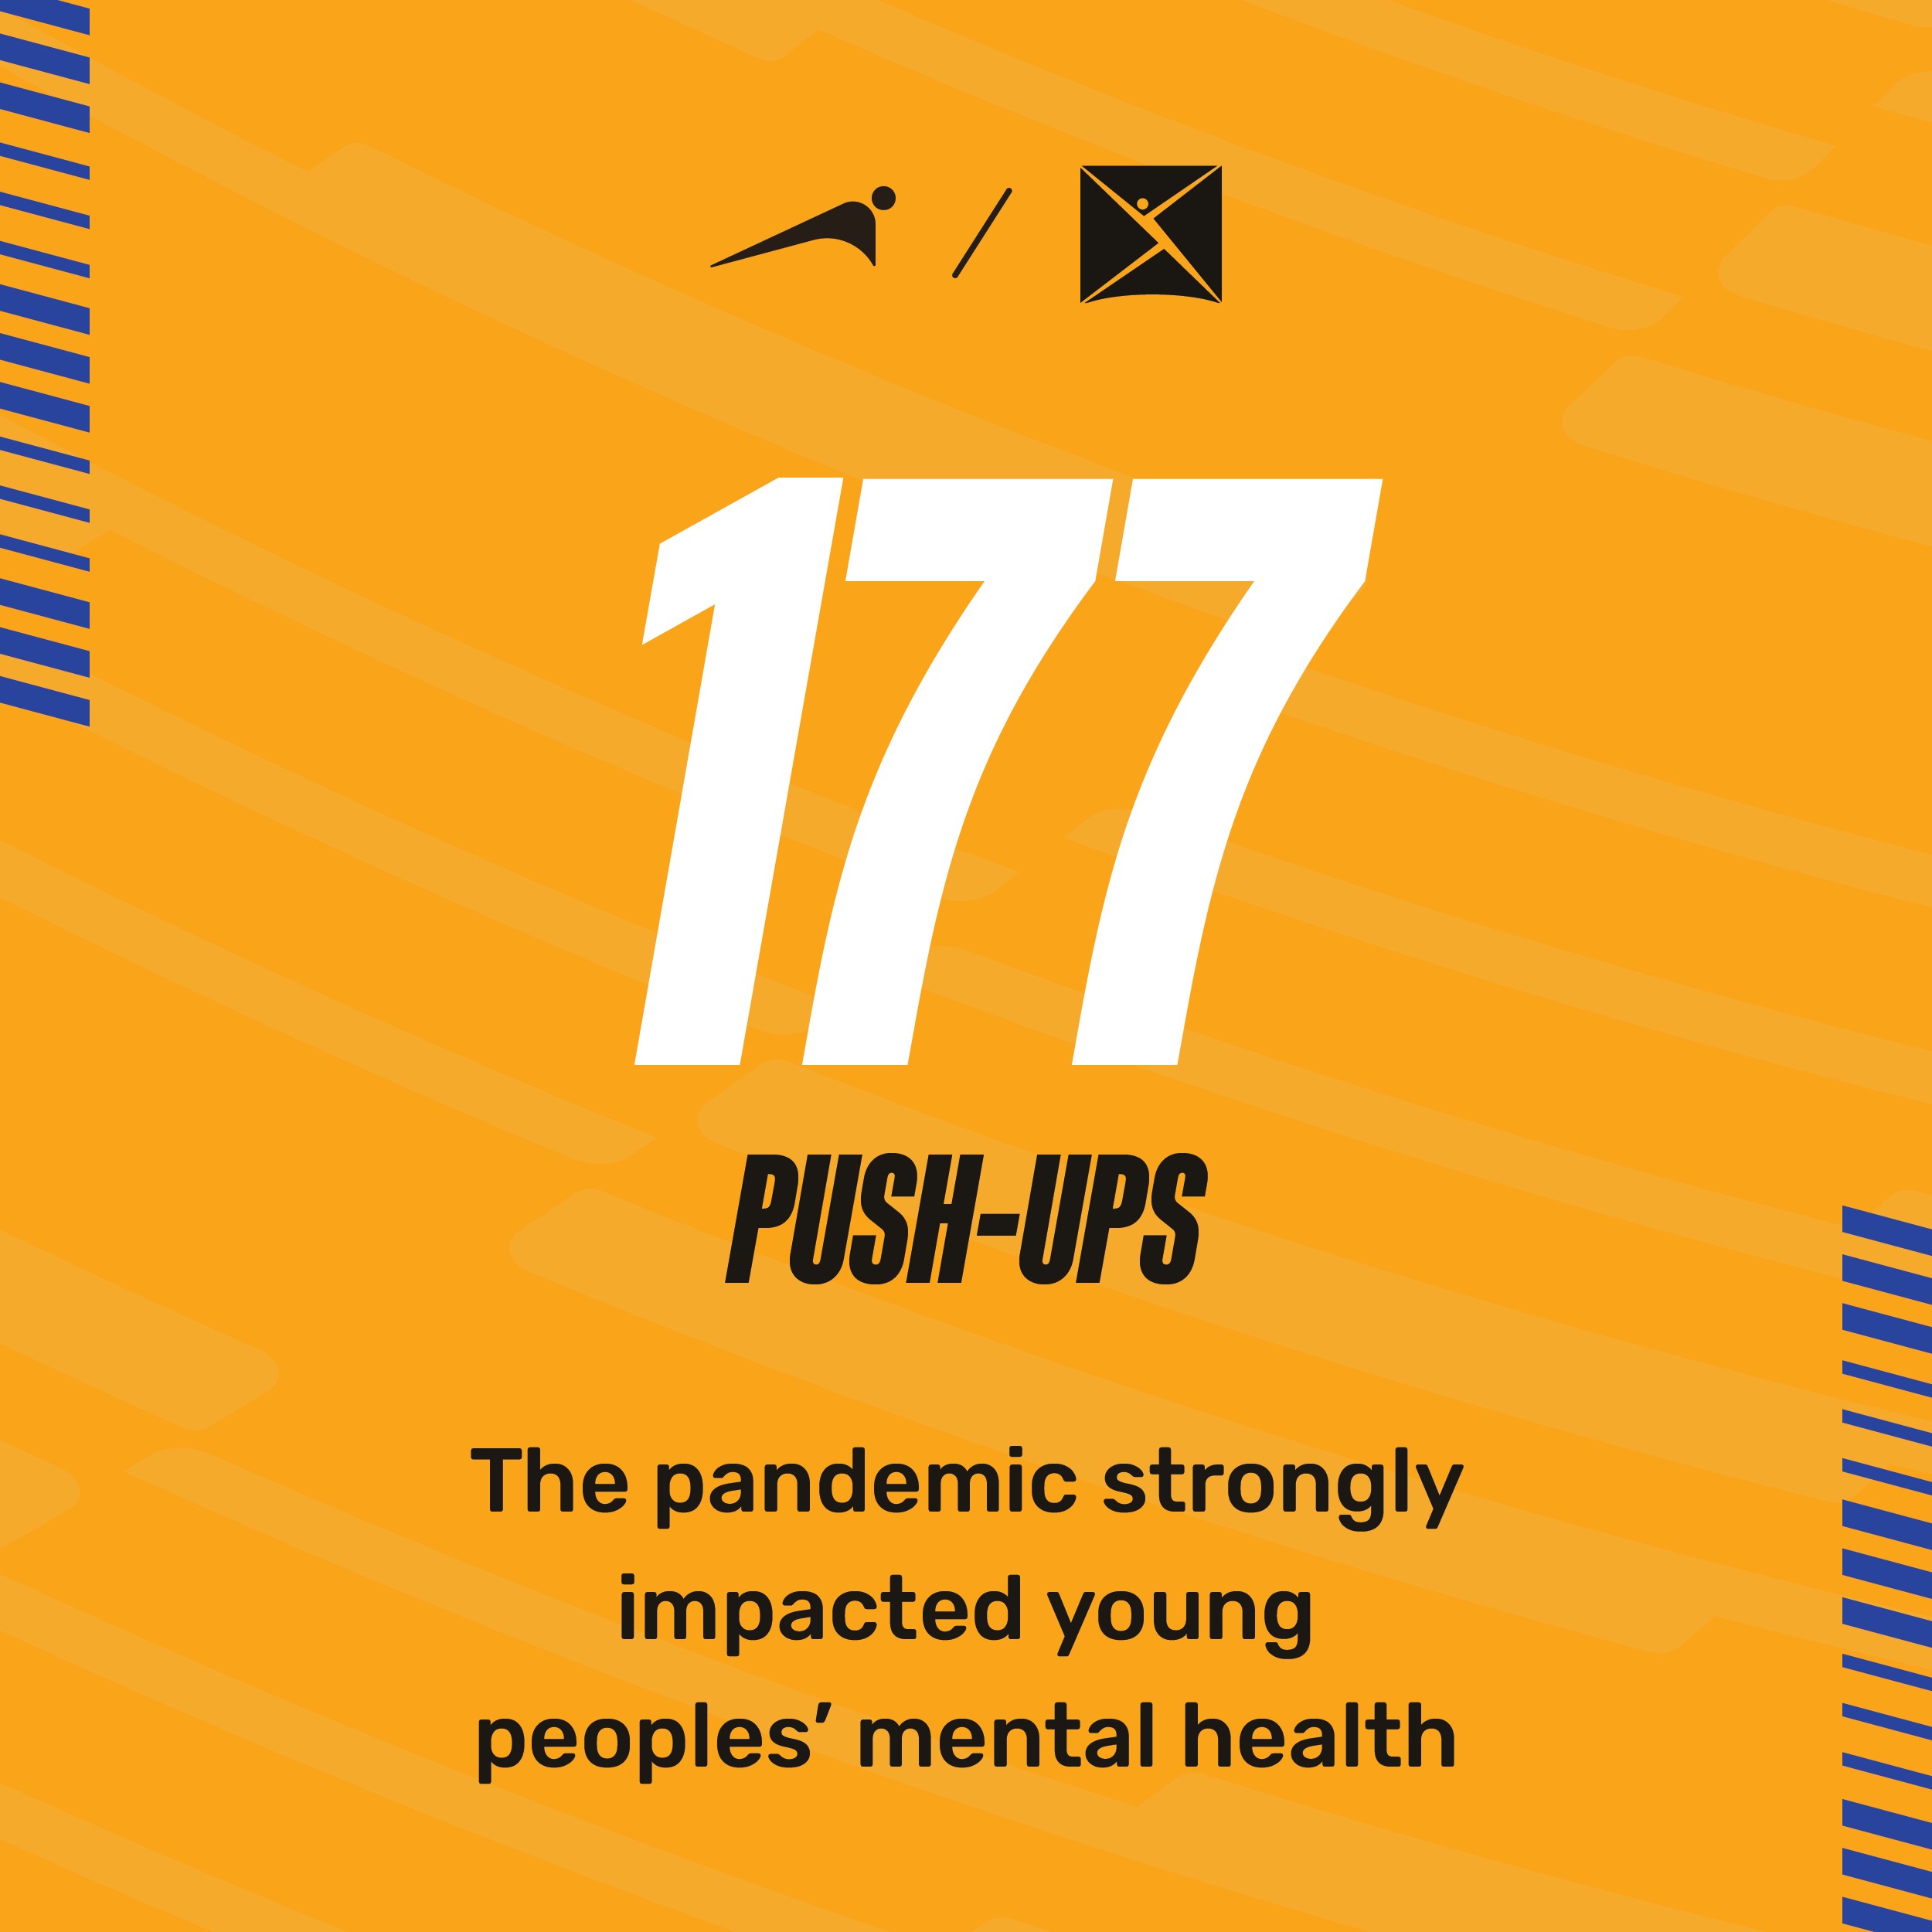 177
PUSH-UPS
The pandemic strongly
impacted young
peoples’ mental health